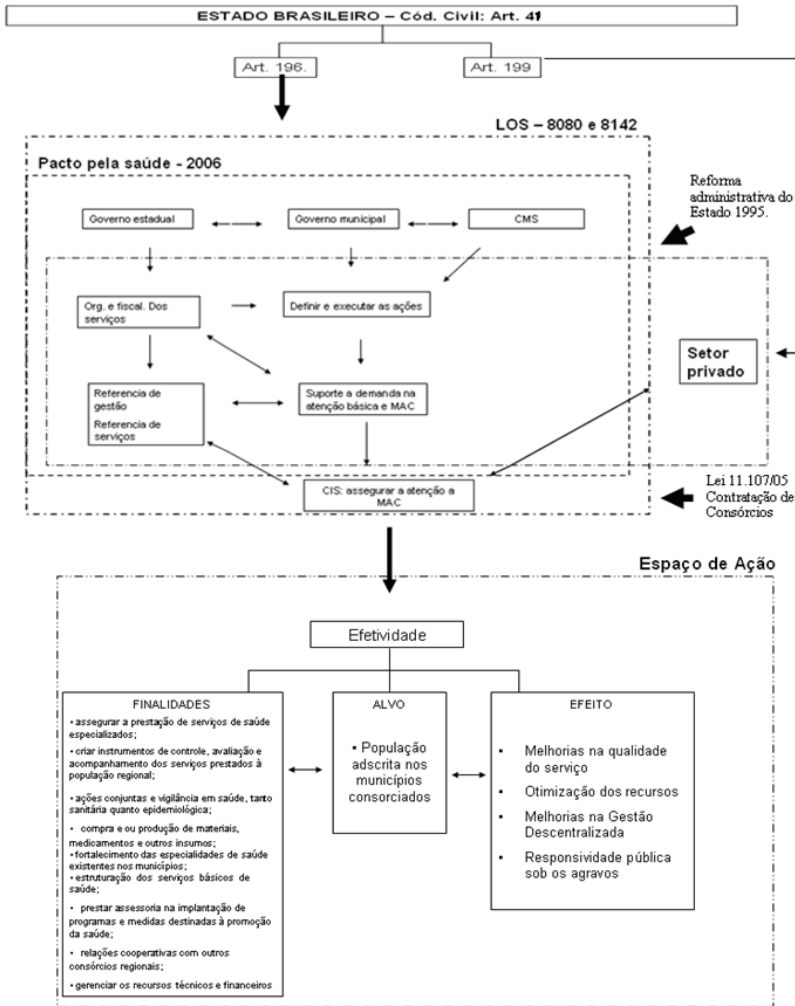 ESTADO BRASILEIRO – Cód. Civil: Art. 41
Art. 196.
Art. 199
LOS – 8080 e 8142
Pacto pela saúde - 2006
Reforma
administrativa do
Estado 1995.
Governo estadual
Governo municipal
CMS
Org. e fiscal. Dos
serviços
Definir e executar as ações
Setor
privado
Referencia de
gestão
Referencia de
serviços
Suporte a demanda na
atenção básica e MAC
CIS: assegurar a atenção a
MAC
Lei 11.107/05
Contratação de
Consórcios
Espaço de Ação
Efetividade
FINALIDADES
• assegurar a prestação de serviços de saúde
especializados;
• criar instrumentos de controle, avaliação e
acompanhamento dos serviços prestados à
população regional;
• ações conjuntas e vigilância em saúde, tanto
sanitária quanto epidemiológica;
• compra e ou produção de materiais,
medicamentos e outros insumos;
• fortalecimento das especialidades de saúde
existentes nos municípios;
• estruturação dos serviços básicos de
saúde;
• prestar assessoria na implantação de
programas e medidas destinadas à promoção
da saúde;
• relações cooperativas com outros
consórcios regionais;
• gerenciar os recursos técnicos e financeiros
ALVO
▪ População
adscrita nos
municípios
consorciados
EFEITO
• Melhorias na qualidade
do serviço
• Otimização dos recursos
• Melhorias na Gestão
Descentralizada
• Responsividade pública
sob os agravos